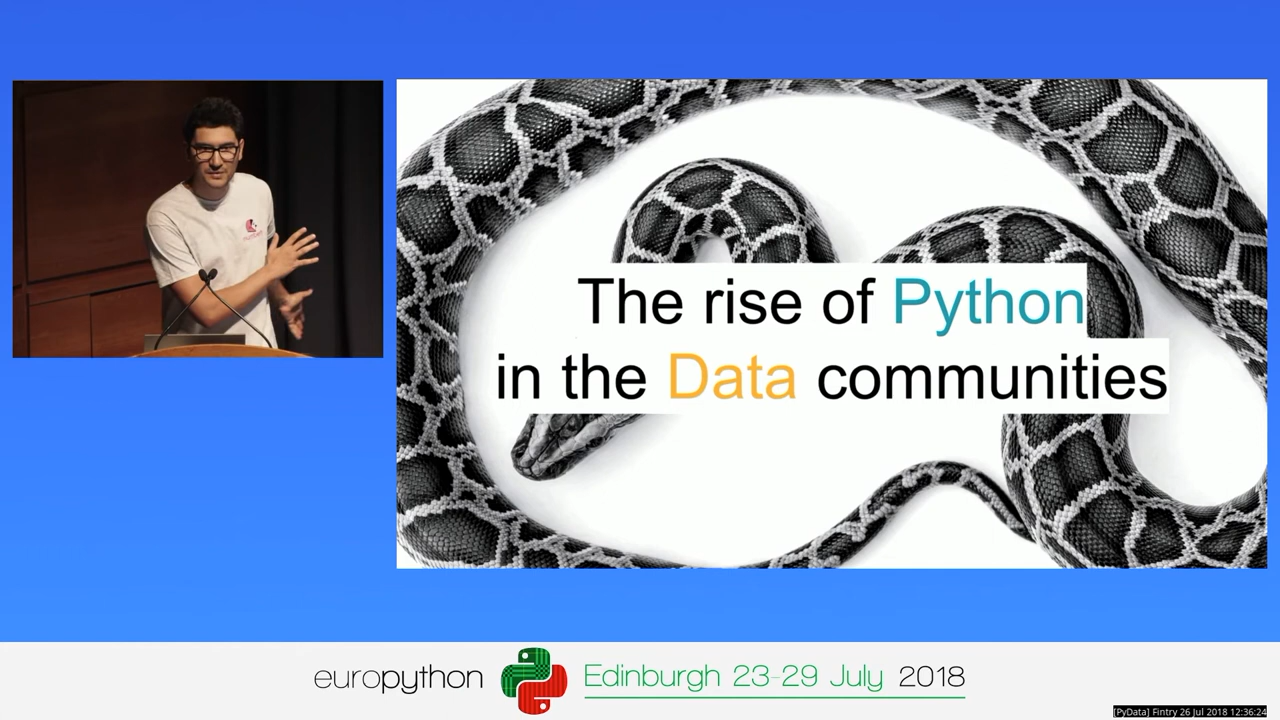 The rise of Python
in the Data communities
europython
Edinburgh 23-29 July 2018
[PyData] Fintry 26 Jul 2018 12:36:24